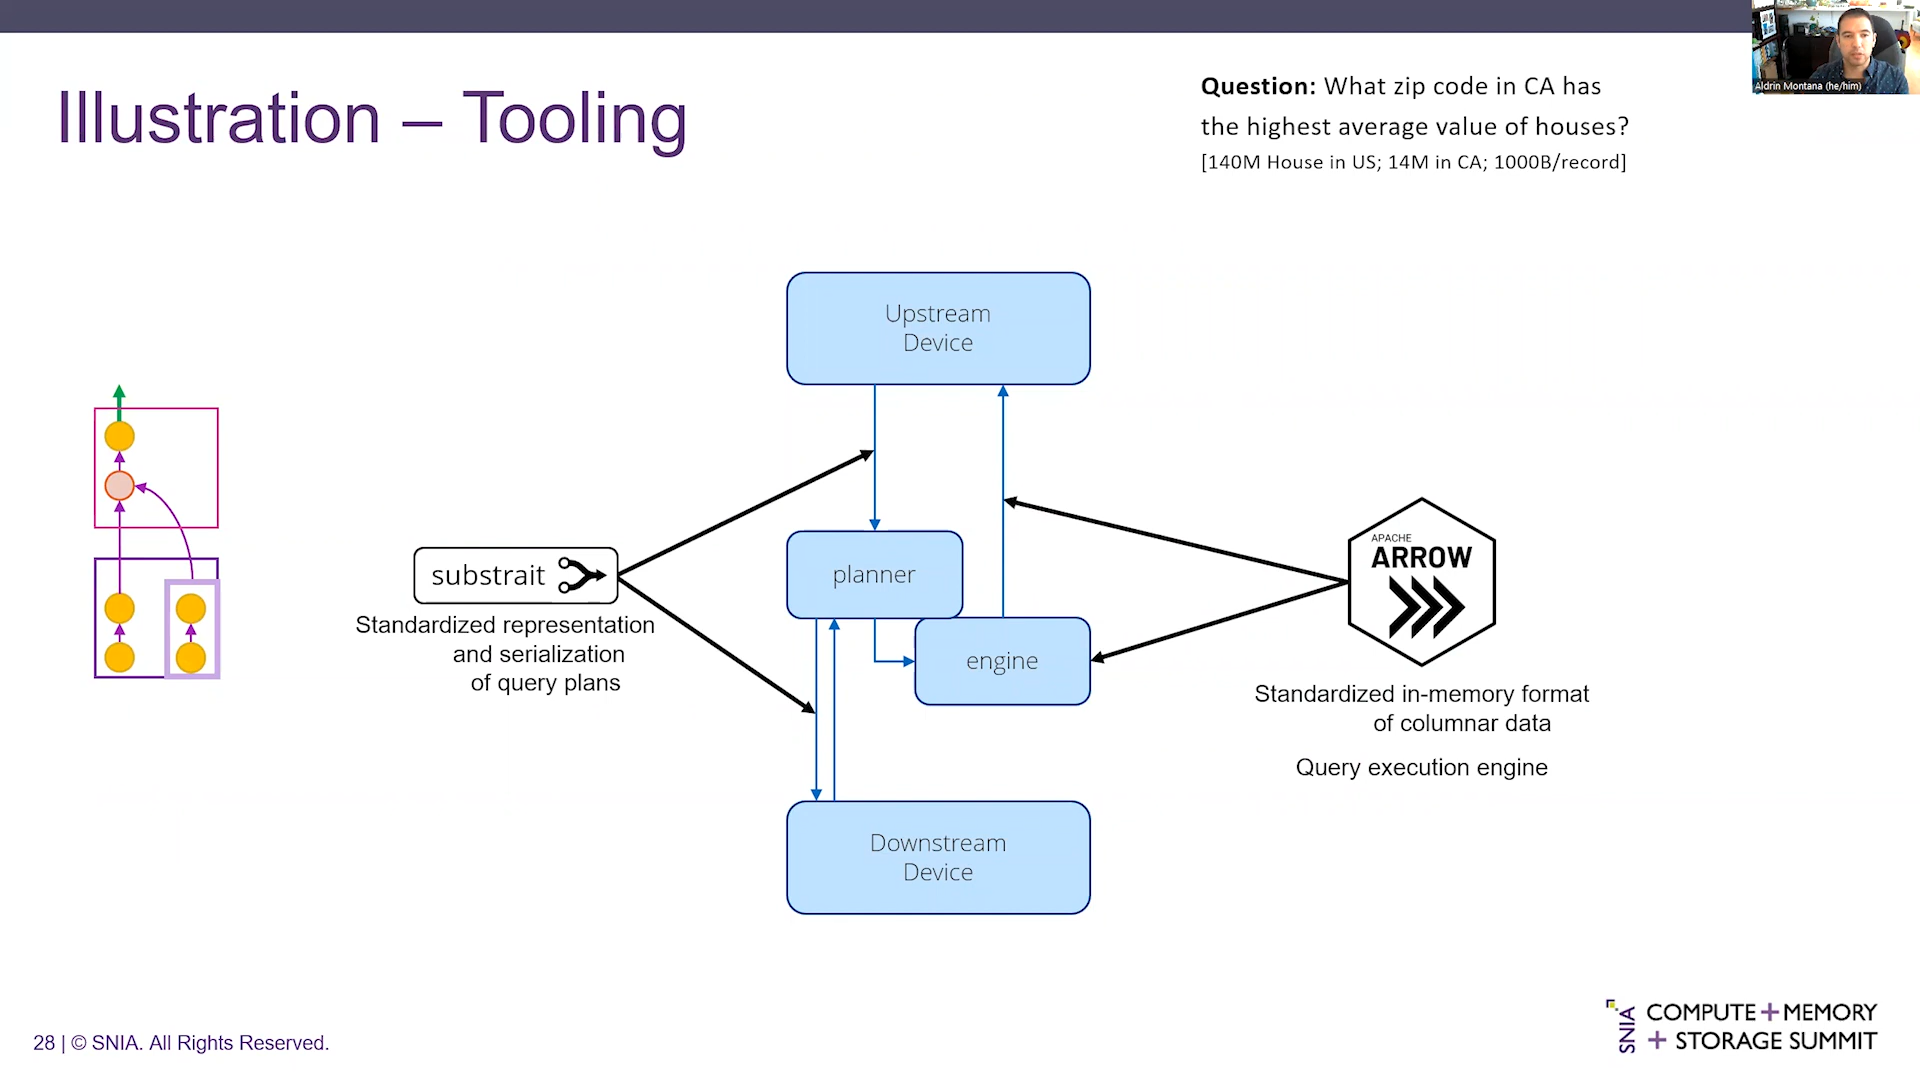 Illustration – Tooling
Question: What zip code in CA has
the highest average value of houses?
[140M House in US; 14M in CA; 1000B/record]
Aldrin Montana (he/him)
Upstream
Device
substrait
Standardized representation
and serialization
of query plans
planner
engine
APACHE
ARROW
Standardized in-memory format
of columnar data
Query execution engine
Downstream
Device
28 | © SNIA. All Rights Reserved.
SNIA
COMPUTE+MEMORY
+ STORAGE SUMMIT